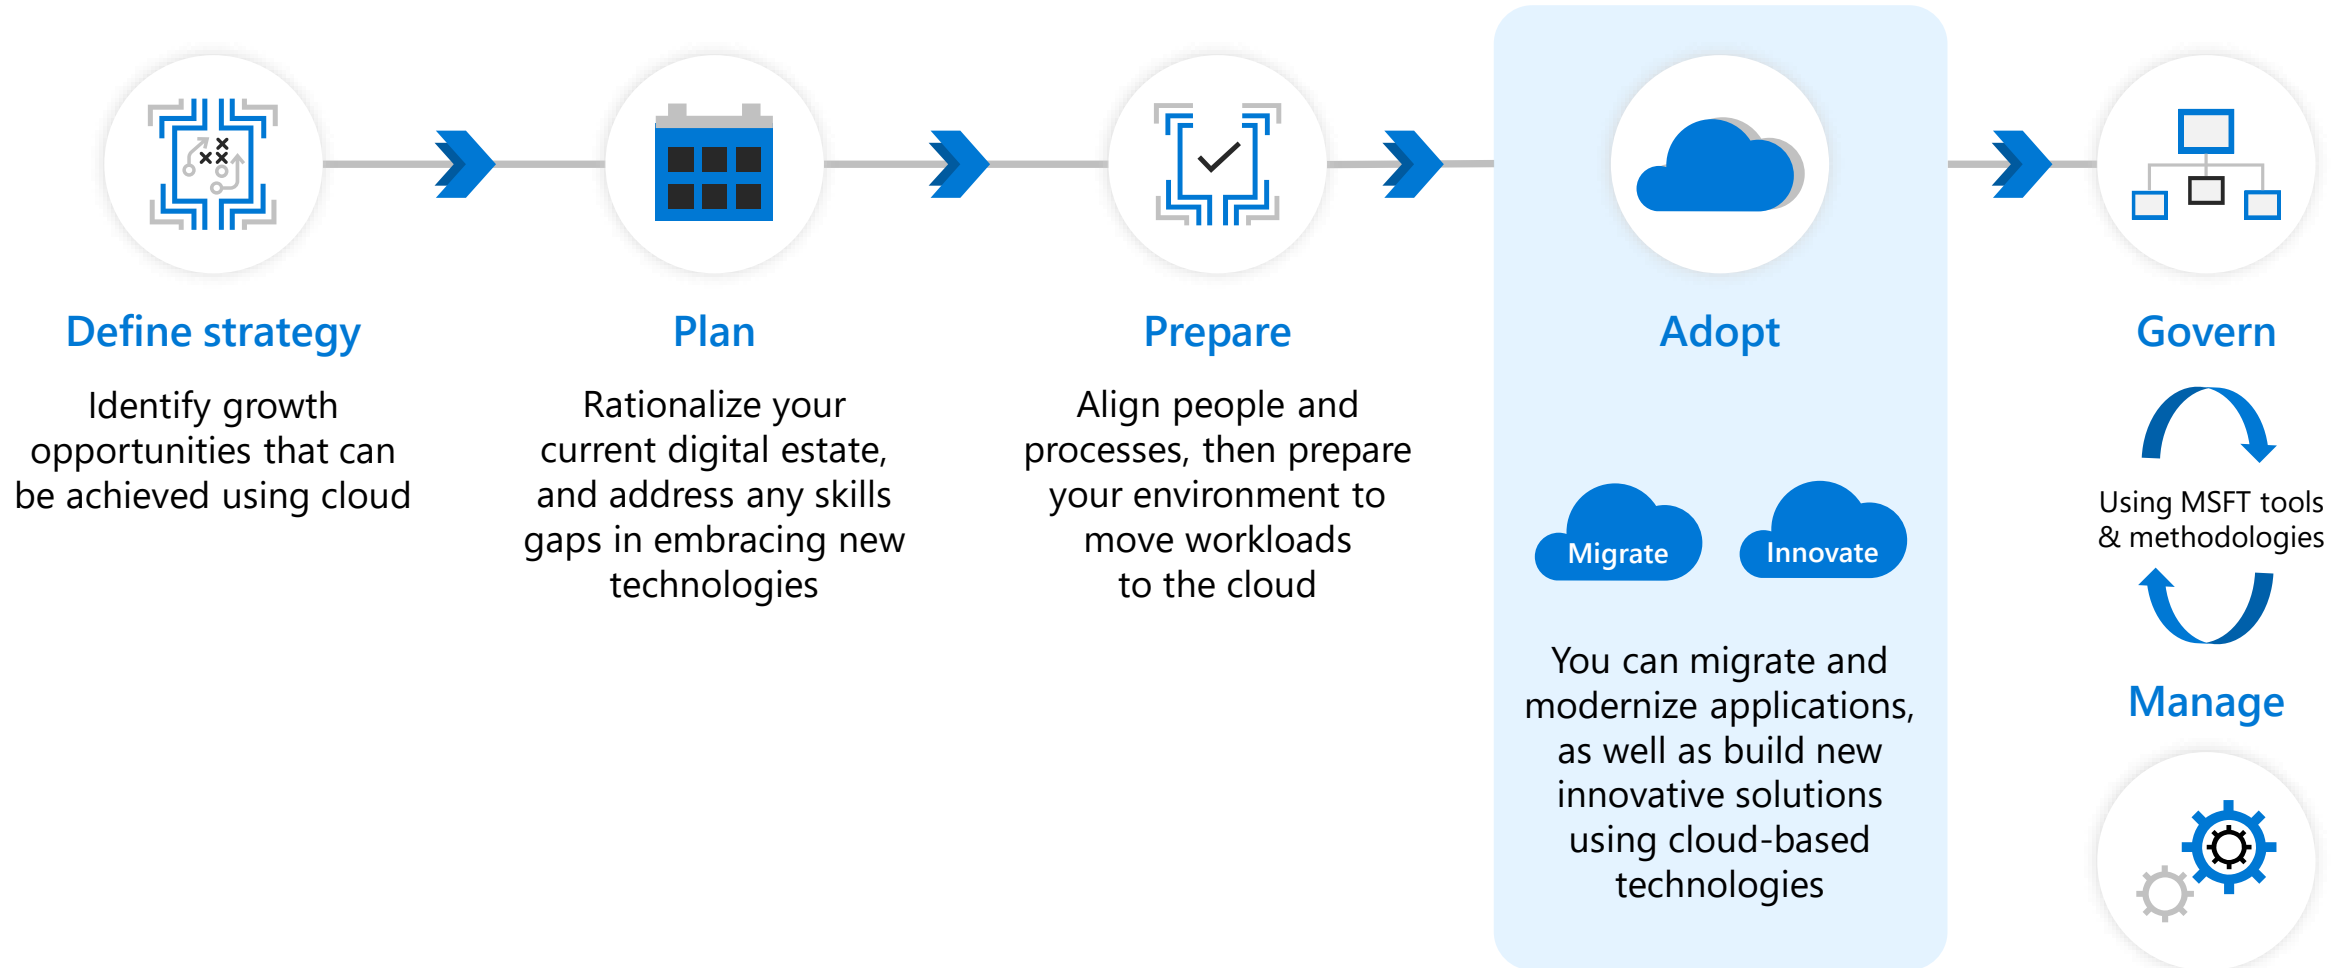 Define strategy
Identify growth
opportunities that can
be achieved using cloud
Plan
Rationalize your
current digital estate,
and address any skills
gaps in embracing new
technologies
Prepare
Align people and
processes, then prepare
your environment to
move workloads
to the cloud
Adopt
Migrate
Innovate
You can migrate and
modernize applications,
as well as build new
innovative solutions
using cloud-based
technologies
Govern
Using MSFT tools
& methodologies
Manage